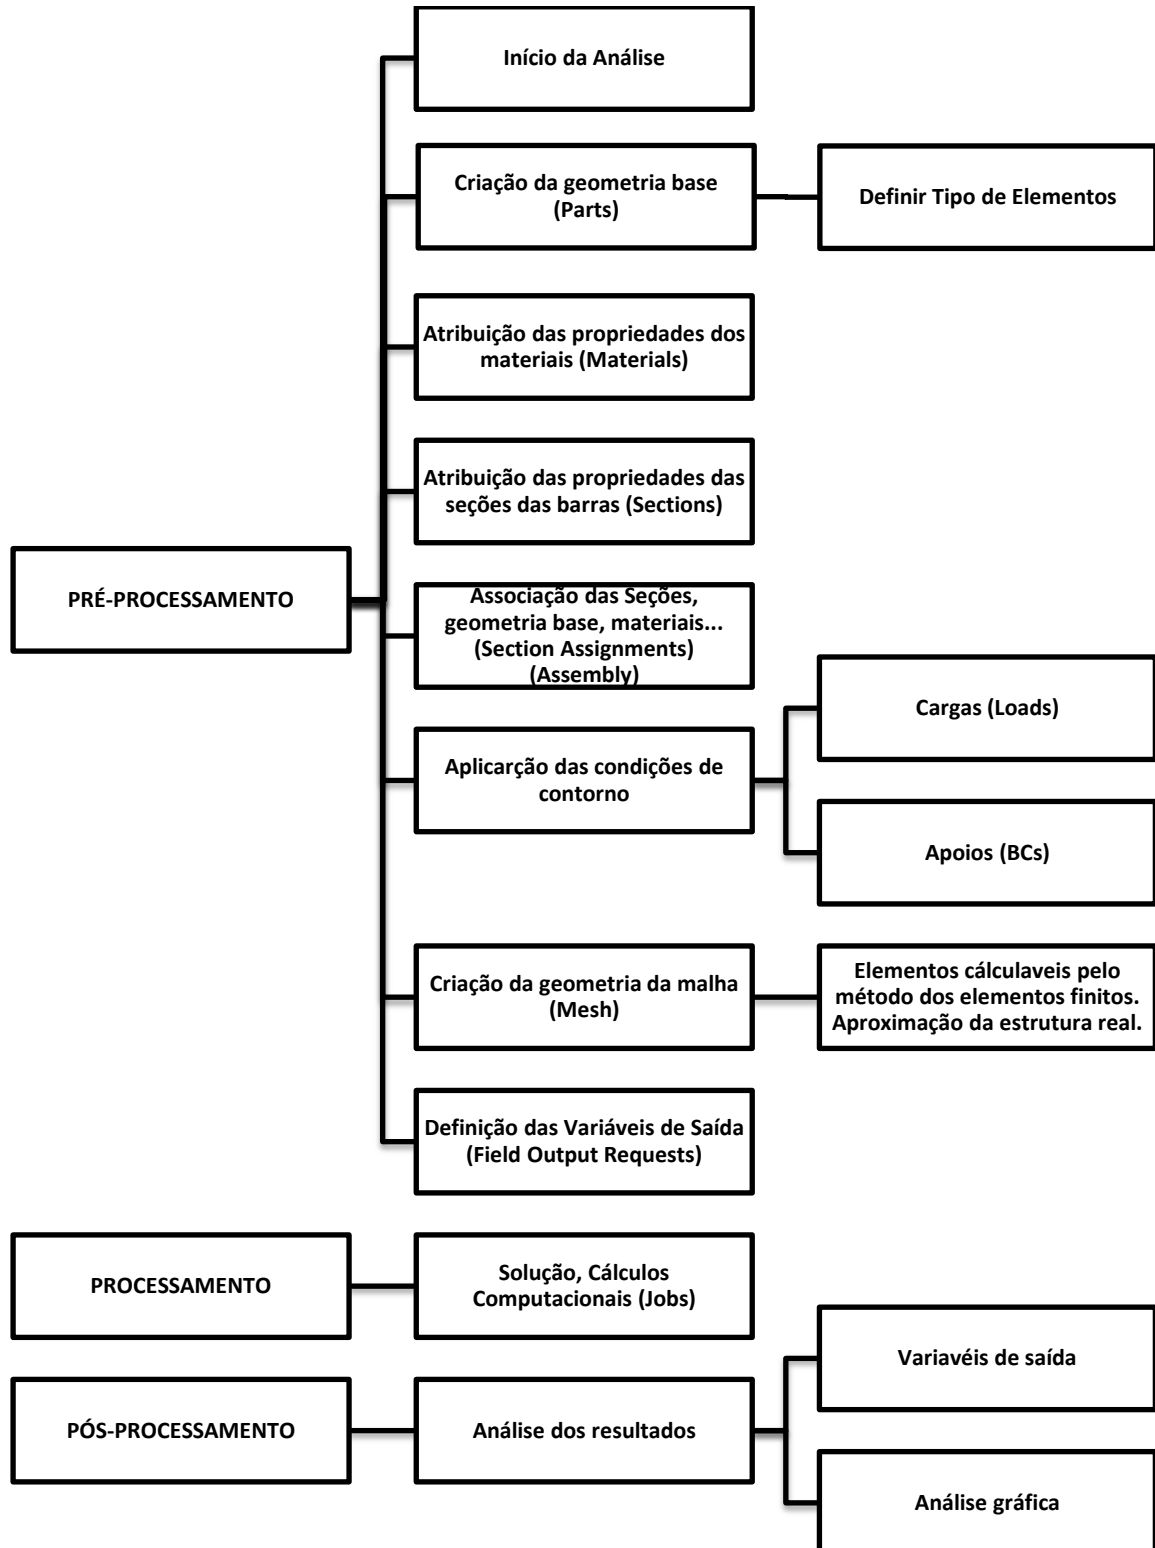 Início da Análise
Criação da geometria base
(Parts)
Definir Tipo de Elementos
Atribuição das propriedades dos
materiais (Materials)
Atribuição das propriedades das
seções das barras (Sections)
PRÉ-PROCESSAMENTO
Associação das Seções,
geometria base, materiais...
(Section Assignments)
(Assembly)
Aplicarção das condições de
contorno
Cargas (Loads)
Apoios (BCs)
Criação da geometria da malha
(Mesh)
Elementos cálculaveis pelo
método dos elementos finitos.
Aproximação da estrutura real.
Definição das Variáveis de Saída
(Field Output Requests)
PROCESSAMENTO
Solução, Cálculos
Computacionais (Jobs)
PÓS-PROCESSAMENTO
Análise dos resultados
Variavéis de saída
Análise gráfica